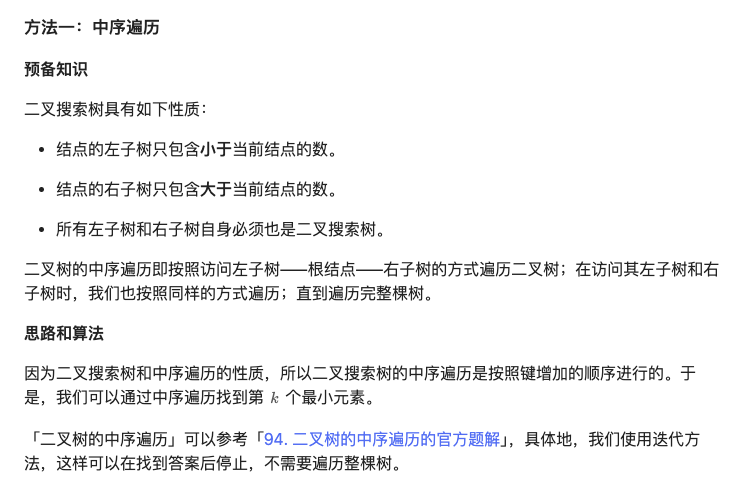 方法一：中序遍历
预备知识
二叉搜索树具有如下性质：
• 结点的左子树只包含小于当前结点的数。
• 结点的右子树只包含大于当前结点的数。
• 所有左子树和右子树自身必须也是二叉搜索树。
二叉树的中序遍历即按照访问左子树——根结点——右子树的方式遍历二叉树；在访问其左子树和右
子树时，我们也按照同样的方式遍历；直到遍历完整棵树。
思路和算法
因为二叉搜索树和中序遍历的性质，所以二叉搜索树的中序遍历是按照键增加的顺序进行的。于
是，我们可以通过中序遍历找到第 k 个最小元素。
「二叉树的中序遍历」可以参考「94. 二叉树的中序遍历的官方题解」，具体地，我们使用迭代方
法，这样可以在找到答案后停止，不需要遍历整棵树。